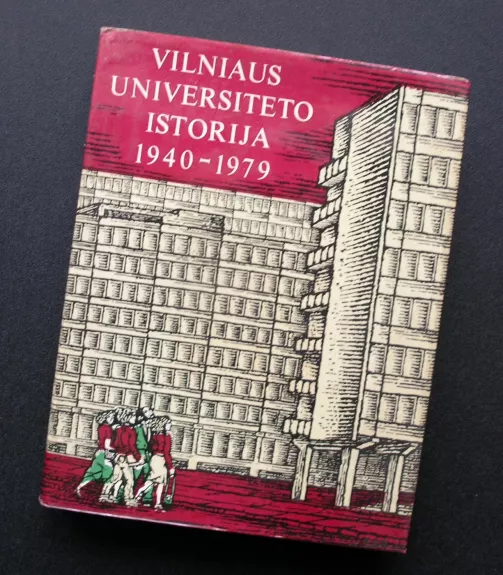 VILNIAUS
UNIVERSITETO
ISTORIJA
1940-1979